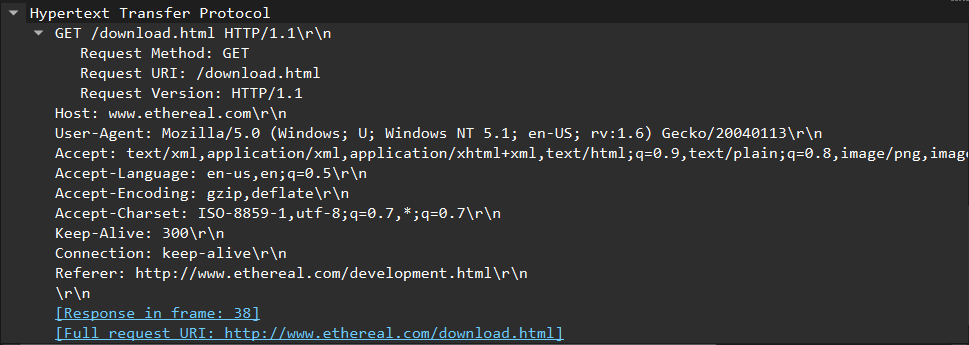 Hypertext Transfer Protocol
GET /download.html HTTP/1.1\r\n
Request Method: GET
Request URI: /download.html
Request Version: HTTP/1.1
Host: www.ethereal.com\r\n
User-Agent: Mozilla/5.0 (Windows; U; Windows NT 5.1; en-US; rv:1.6) Gecko/20040113\r\n
Accept: text/xml,application/xml,application/xhtml+xml,text/html;q=0.9,text/plain;q=0.8,image/png,imag
Accept-Language: en-us,en;q=0.5\r\n
Accept-Encoding: gzip,deflate\r\n
Accept-Charset: ISO-8859-1,utf-8;q=0.7,*;q=0.7\r\n
Keep-Alive: 300\r\n
Connection: keep-alive\r\n
Referer: http://www.ethereal.com/development.html\r\n
\r\n
[Response in frame: 38]
[Full request URI: http://www.ethereal.com/download.html]